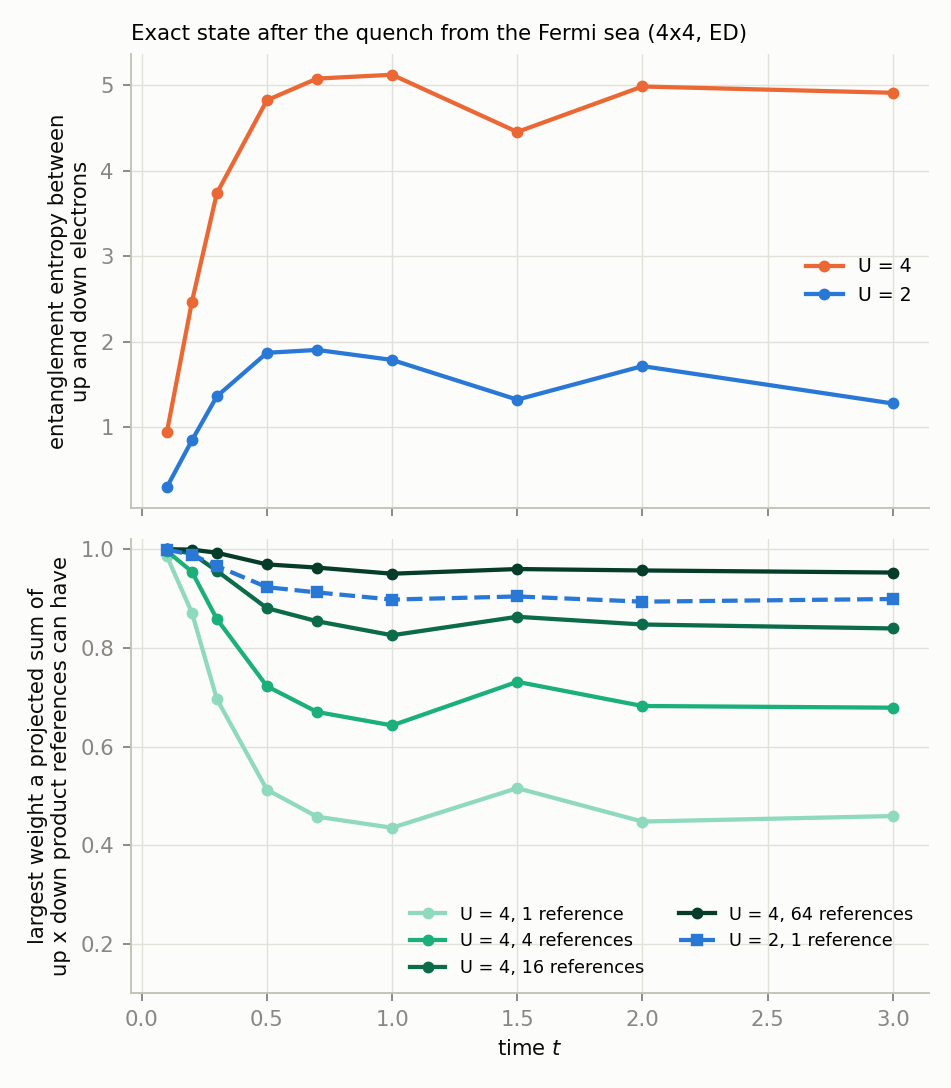 Exact state after the quench from the Fermi sea (4x4, ED)
entanglement entropy between
up and down electrons
5
4
3
2
1
U = 4
U = 2
largest weight a projected sum of
up x down product references can have
1.0
0.8
0.6
0.4
0.2
U = 4, 1 reference
U = 4, 4 references
U = 4, 16 references
U = 4, 64 references
U = 2, 1 reference
0.0 0.5 1.0 1.5 2.0 2.5 3.0
time t